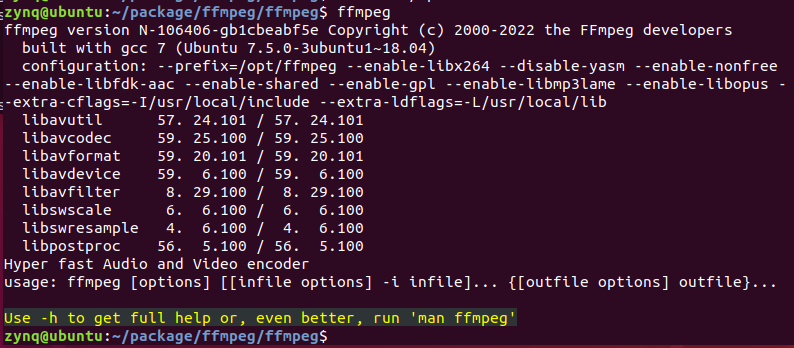 zynq@ubuntu:~/package/ffmpeg/ffmpeg$ ffmpeg
ffmpeg version N-106406-gb1cbeabf5e Copyright (c) 2000-2022 the FFmpeg developers
  built with gcc 7 (Ubuntu 7.5.0-3ubuntu1~18.04)
  configuration: --prefix=/opt/ffmpeg --enable-libx264 --disable-yasm --enable-nonfree
--enable-libfdk-aac --enable-shared --enable-gpl --enable-libmp3lame --enable-libopus -
-extra-cflags=-I/usr/local/include --extra-ldflags=-L/usr/local/lib
  libavutil      57. 24.101 / 57. 24.101
  libavcodec     59. 25.100 / 59. 25.100
  libavformat    59. 20.101 / 59. 20.101
  libavdevice    59.  6.100 / 59.  6.100
  libavfilter     8. 29.100 /  8. 29.100
  libswscale      6.  6.100 /  6.  6.100
  libswresample   4.  6.100 /  4.  6.100
  libpostproc    56.  5.100 / 56.  5.100
Hyper fast Audio and Video encoder
usage: ffmpeg [options] [[infile options] -i infile]... {[outfile options] outfile}...

Use -h to get full help or, even better, run 'man ffmpeg'
zynq@ubuntu:~/package/ffmpeg/ffmpeg$